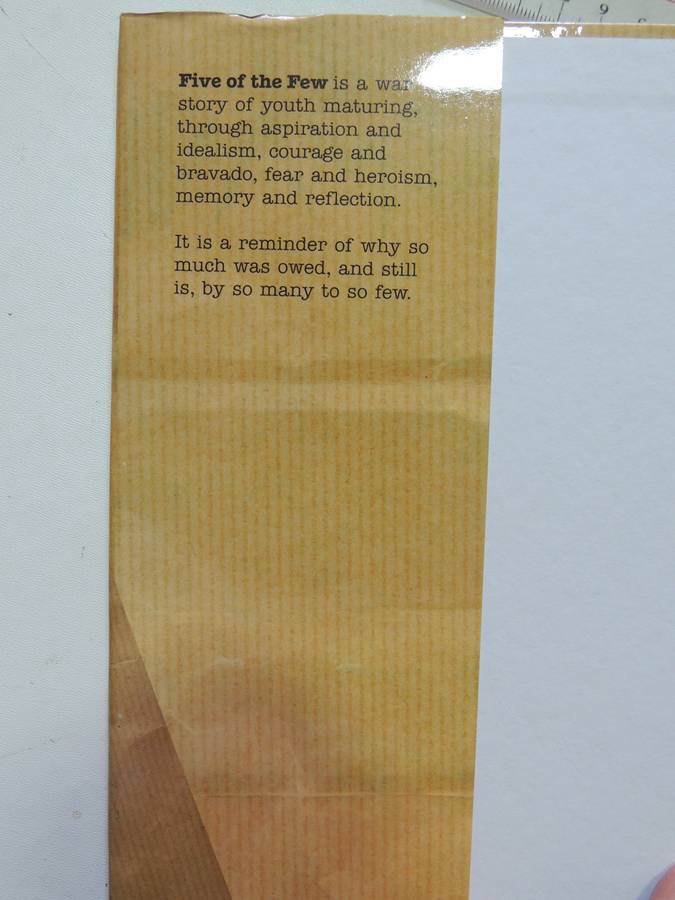 9
Five of the Few is a war
story of youth maturing,
through aspiration and
idealism, courage and
bravado, fear and heroism,
memory and reflection.
It is a reminder of why so
much was owed, and still
is, by so many to so few.